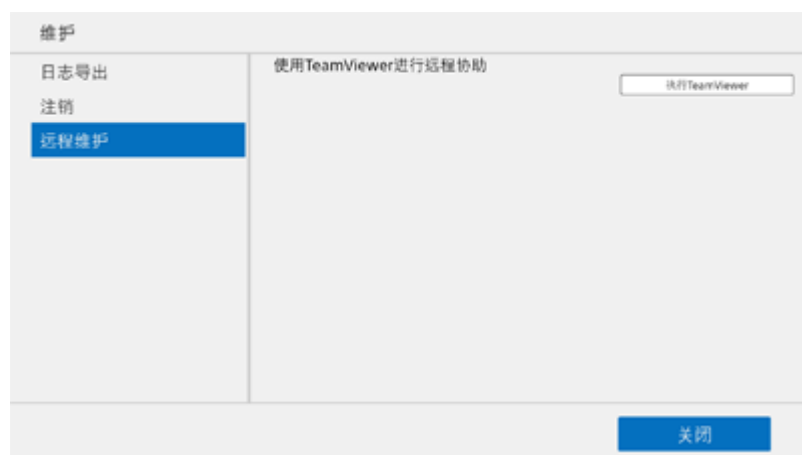 维护
日志导出
注销
远程维护
使用TeamViewer进行远程协助
执行TeamViewer
关闭